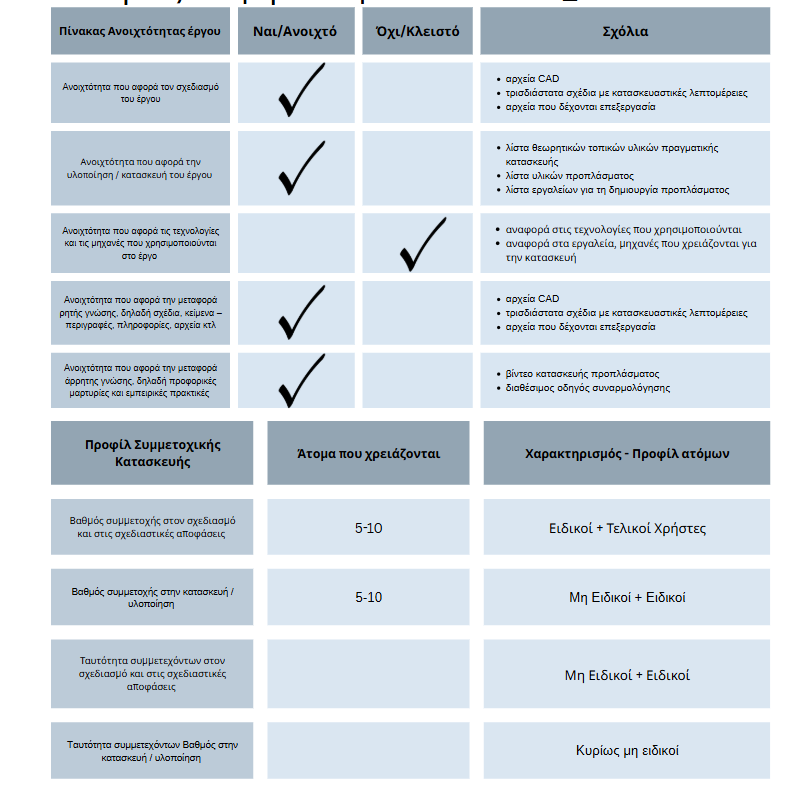 Πίνακας Ανοιχτότητας έργου
Ναι/Ανοιχτό
Όχι/Κλειστό
Σχόλια
Ανοιχτότητα που αφορά τον σχεδιασμό
του έργου
• αρχεία CAD
• τρισδιάστατα σχέδια με κατασκευαστικές λεπτομέρειες
• αρχεία που δέχονται επεξεργασία
Ανοιχτότητα που αφορά την
υλοποίηση / κατασκευή του έργου
• λίστα θεωρητικών τοπικών υλικών πραγματικής
κατασκευής
• λίστα υλικών προπλάσματος
• λίστα εργαλείων για τη δημιουργία προπλάσματος
Ανοιχτότητα που αφορά τις τεχνολογίες
και τις μηχανές που χρησιμοποιούνται
στο έργο
• αναφορά στις τεχνολογίες που χρησιμοποιούνται
• αναφορά στα εργαλεία, μηχανές που χρειάζονται για
την κατασκευή
Ανοιχτότητα που αφορά την μεταφορά
ρητής γνώσης, δηλαδή σχέδια, κείμενα –
περιγραφές, πληροφορίες, αρχεία κτλ
• αρχεία CAD
• τρισδιάστατα σχέδια με κατασκευαστικές λεπτομέρειες
• αρχεία που δέχονται επεξεργασία
Ανοιχτότητα που αφορά την μεταφορά
άρρητης γνώσης, δηλαδή προφορικές
μαρτυρίες και εμπειρικές πρακτικές
• βίντεο κατασκευής προπλάσματος
• διαθέσιμος οδηγός συναρμολόγησης
Προφίλ Συμμετοχικής
Κατασκευής
Άτομα που χρειάζονται
Χαρακτηρισμός - Προφίλ ατόμων
Βαθμός συμμετοχής στον σχεδιασμό
και στις σχεδιαστικές αποφάσεις
5-10
Ειδικοί + Τελικοί Χρήστες
Βαθμός συμμετοχής στην κατασκευή /
υλοποίηση
5-10
Μη Ειδικοί + Ειδικοί
Ταυτότητα συμμετεχόντων στον
σχεδιασμό και στις σχεδιαστικές
αποφάσεις
Μη Ειδικοί + Ειδικοί
Ταυτότητα συμμετεχόντων Βαθμός στην
κατασκευή / υλοποίηση
Κυρίως μη ειδικοί